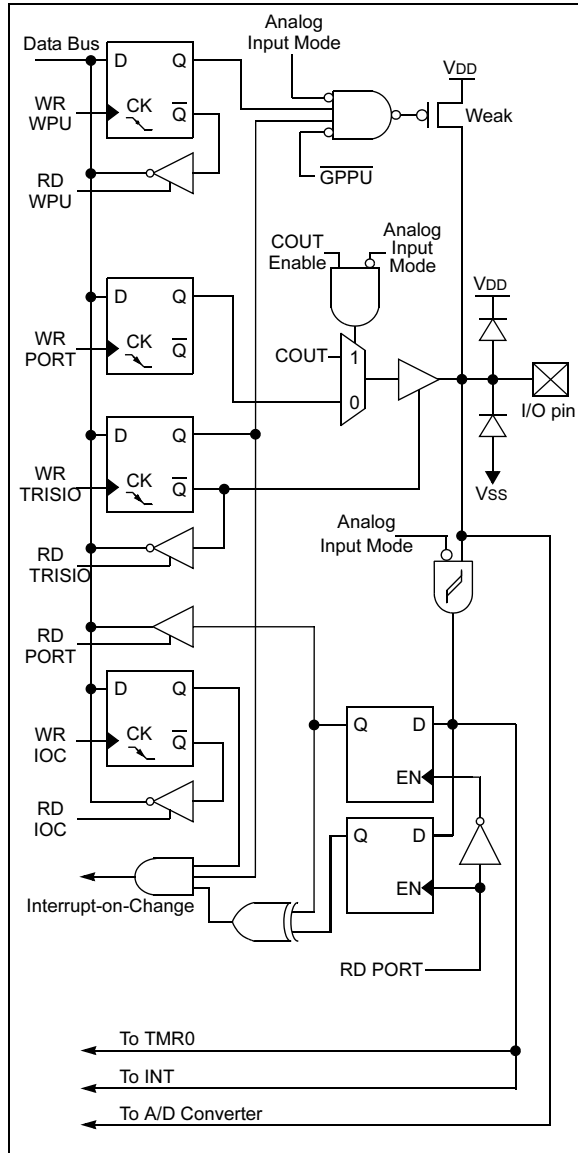 Analog
Input Mode
Data Bus
D Q
VDD
WR
WPU
CK
Q
Weak
RD
WPU
GPPU
COUT
Enable
Analog
Input
Mode
D Q
VDD
WR
PORT
CK
Q
COUT
1
0
I/O pin
D Q
WR
TRISIO
CK
Q
VSS
Analog
Input Mode
RD
TRISIO
RD
PORT
D Q
Q D
WR
IOC
CK
Q
EN
RD
IOC
Q D
EN
Interrupt-on-Change
RD PORT
To TMR0
To INT
To A/D Converter